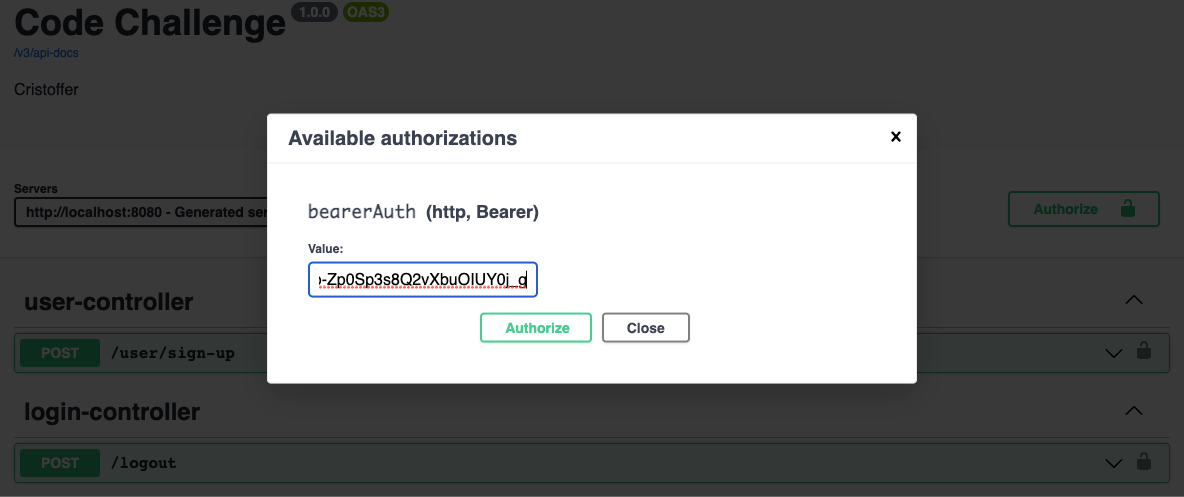 Code Challenge 1.0.0 OAS3
/v3/api-docs
Cristoffer
Available authorizations
Servers
http://localhost:8080 - Generated ser
Authorize
bearerAuth (http, Bearer)
Value:
-Zp0Sp3s8Q2vXbuOIUY0j_q
Authorize Close
user-controller
POST /user/sign-up
login-controller
POST /logout